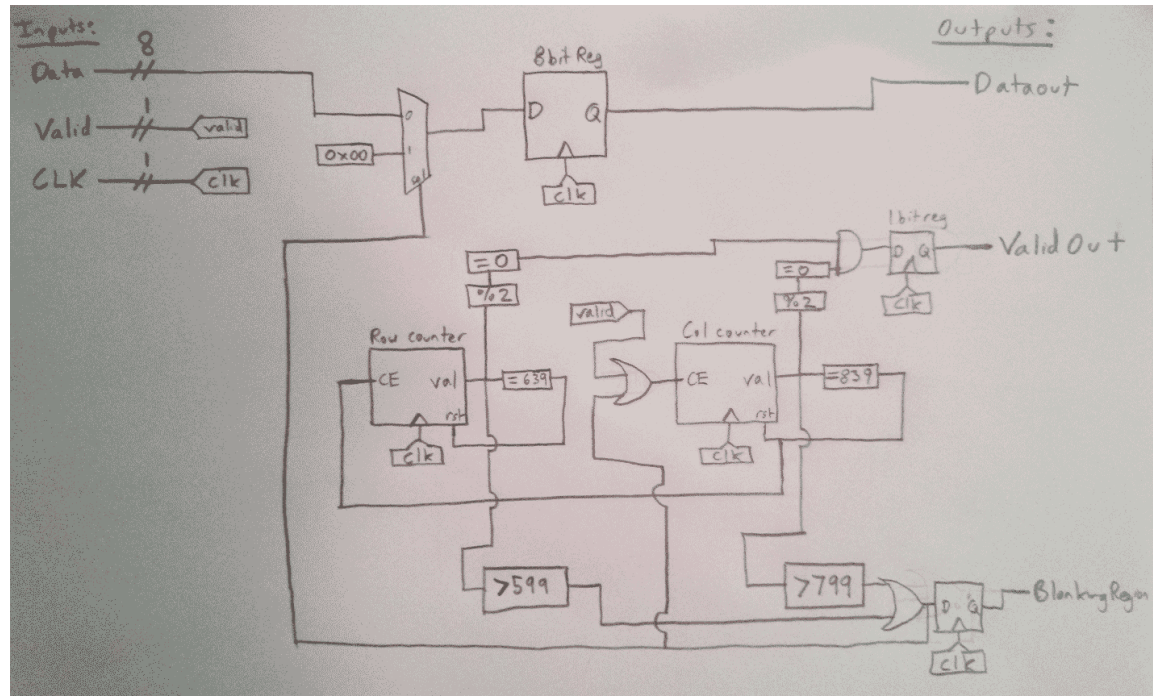 Inputs:
Outputs:
8
Data
8bit Reg
Dataout
1
Valid
valid
0
D
Q
0x00
1
1
CLK
clk
sel
clk
1bitreg
D Q
Valid Out
clk
=0
=0
%2
%2
valid
Row counter
Col counter
CE
val
=639
CE
val
=839
rst
rst
clk
clk
>599
>799
D Q
Blanking Region
clk